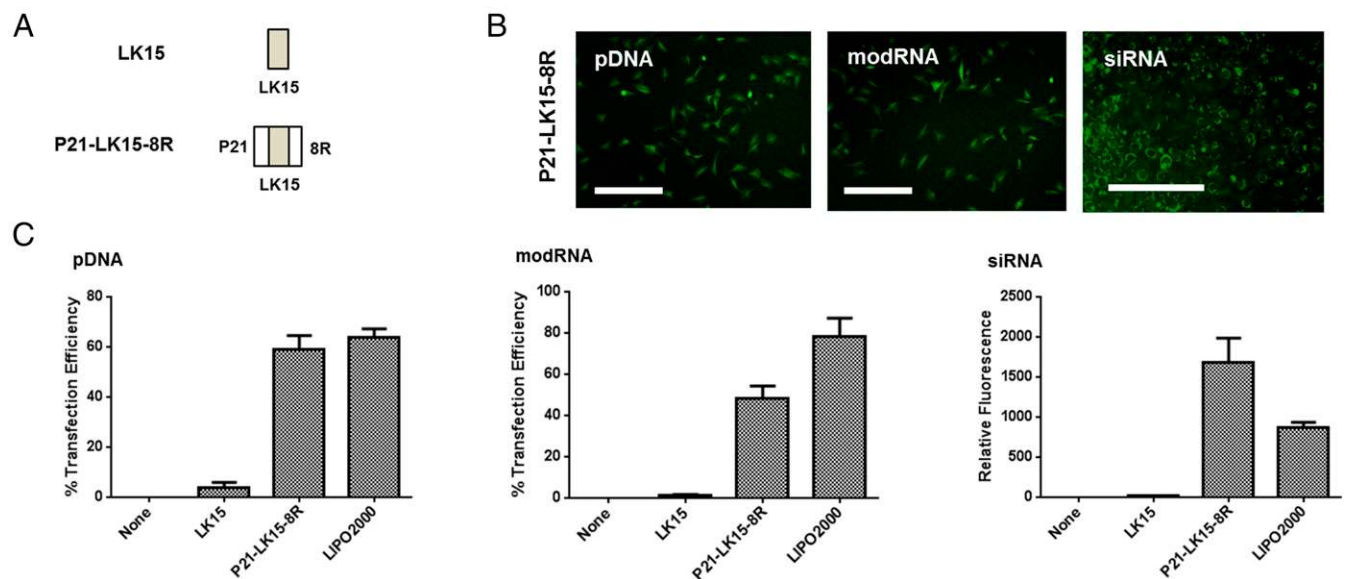 A
LK15
LK15
P21-LK15-8R
P21
8R
LK15
B
P21-LK15-8R
pDNA
modRNA
siRNA
C
pDNA
% Transfection Efficiency
80
60
40
20
0
None
LK15
P21-LK15-8R
LIPO2000
modRNA
% Transfection Efficiency
100
80
60
40
20
0
None
LK15
P21-LK15-8R
LIPO2000
siRNA
Relative Fluorescence
2500
2000
1500
1000
500
0
None
LK15
P21-LK15-8R
LIPO2000